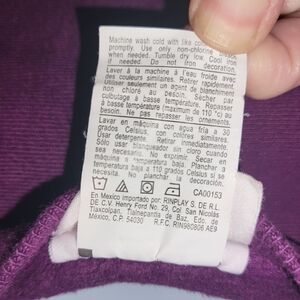 Machine wash cold with like colors
promptly. Use only non-chlorine bleach
when needed. Tumble dry low. Cool iron
if needed. Do not iron decoration.
Laver à la machine à l'eau froide avec
des couleurs similaires. Retirer rapidement.
Utiliser seulement un agent de blanchiment
non chloré au besoin. Sécher par
culbutage à basse température. Repasser
à basse température (maximum de 110 °c) au
besoin. Ne pas repasser les ornements.
Lavar en máquina con agua fría a 30
grados Celsius, con colores similares.
Usar detergente. Retirar inmediatamente.
Sólo usar blanqueador sin cloro cuando
sea necesario. No exprimir. Secar en
máquina a temperatura baja. Planchar a
temperatura baja a 110 grados Celsius si es
necesario. No planchar la decoración.
CA00153
En Mexico importado por: RINPLAY S, DE R.L.
DE C.V. Henry Ford No. 29, Col San Nicolás
Tlaxcolpan, Tlalnepantla de Baz, Edo. de
México, C.P. 54030 R.F.C. RIN980806 AE9